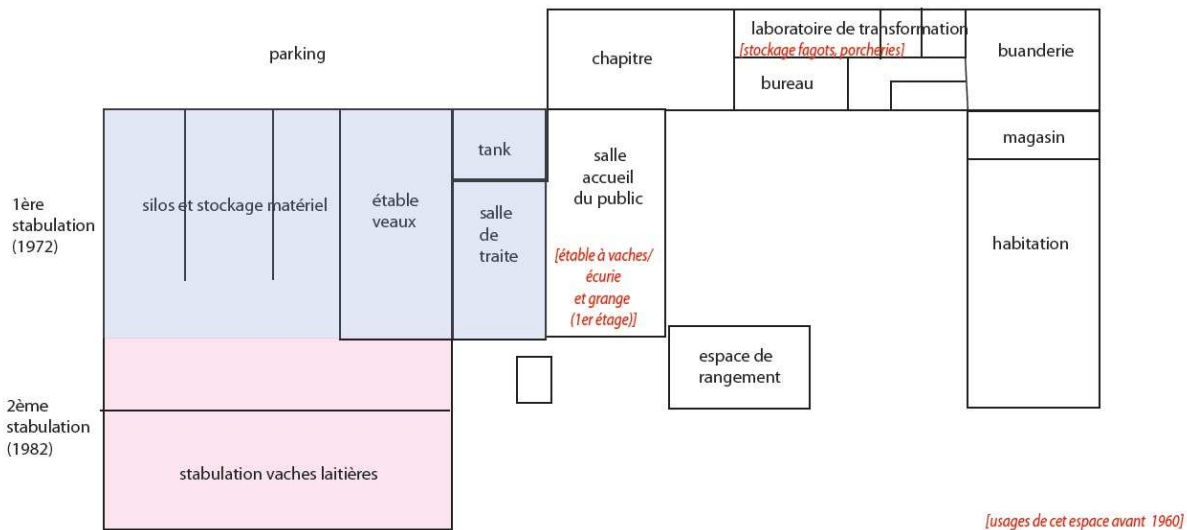 parking
chapitre
laboratoire de transformation
[stockage fagots, porcheries]
bureau
buanderie
magasin
habitation
1ère
stabulation
(1972)
silos et stockage matériel
étable
veaux
tank
salle
de
traite
salle
accueil
du public
[étable à vaches/
écurie
et grange
(1er étage)]
espace de
rangement
2ème
stabulation
(1982)
stabulation vaches laitières
[usages de cet espace avant 1960]